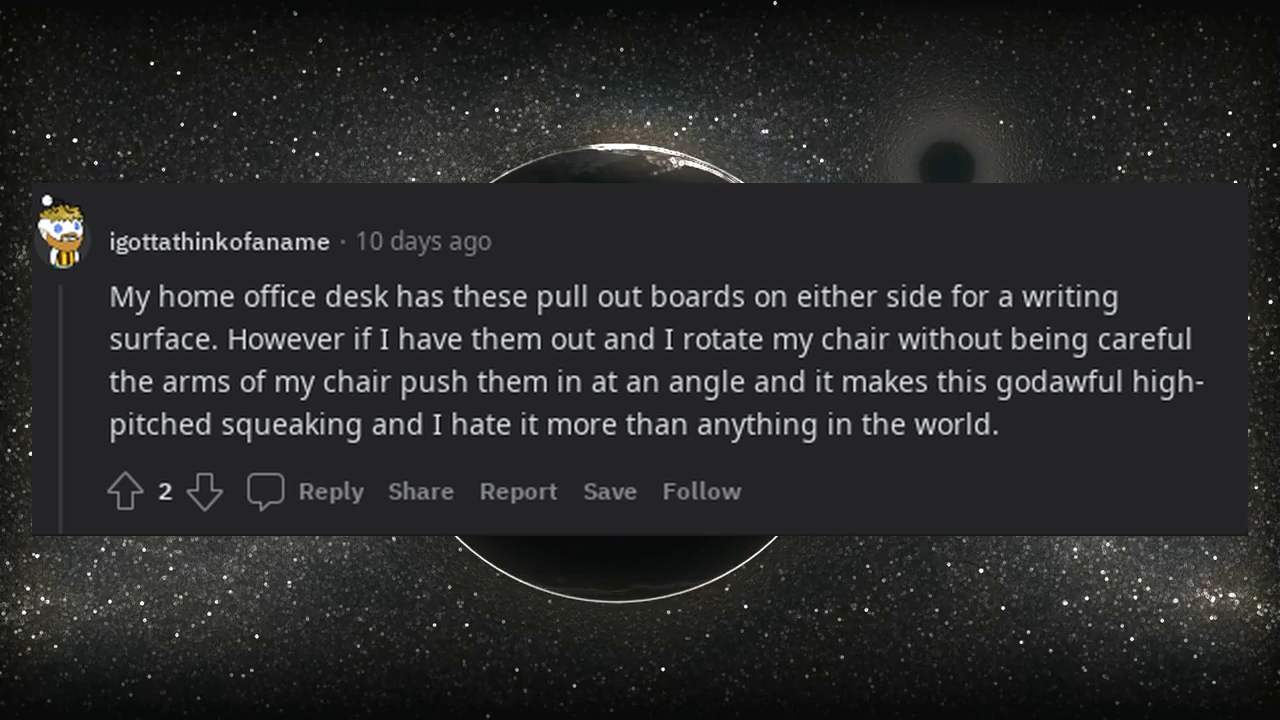 igottathinkofaname · 10 days ago
My home office desk has these pull out boards on either side for a writing
surface. However if I have them out and I rotate my chair without being careful
the arms of my chair push them in at an angle and it makes this godawful high-
pitched squeaking and I hate it more than anything in the world.
2 Reply Share Report Save Follow